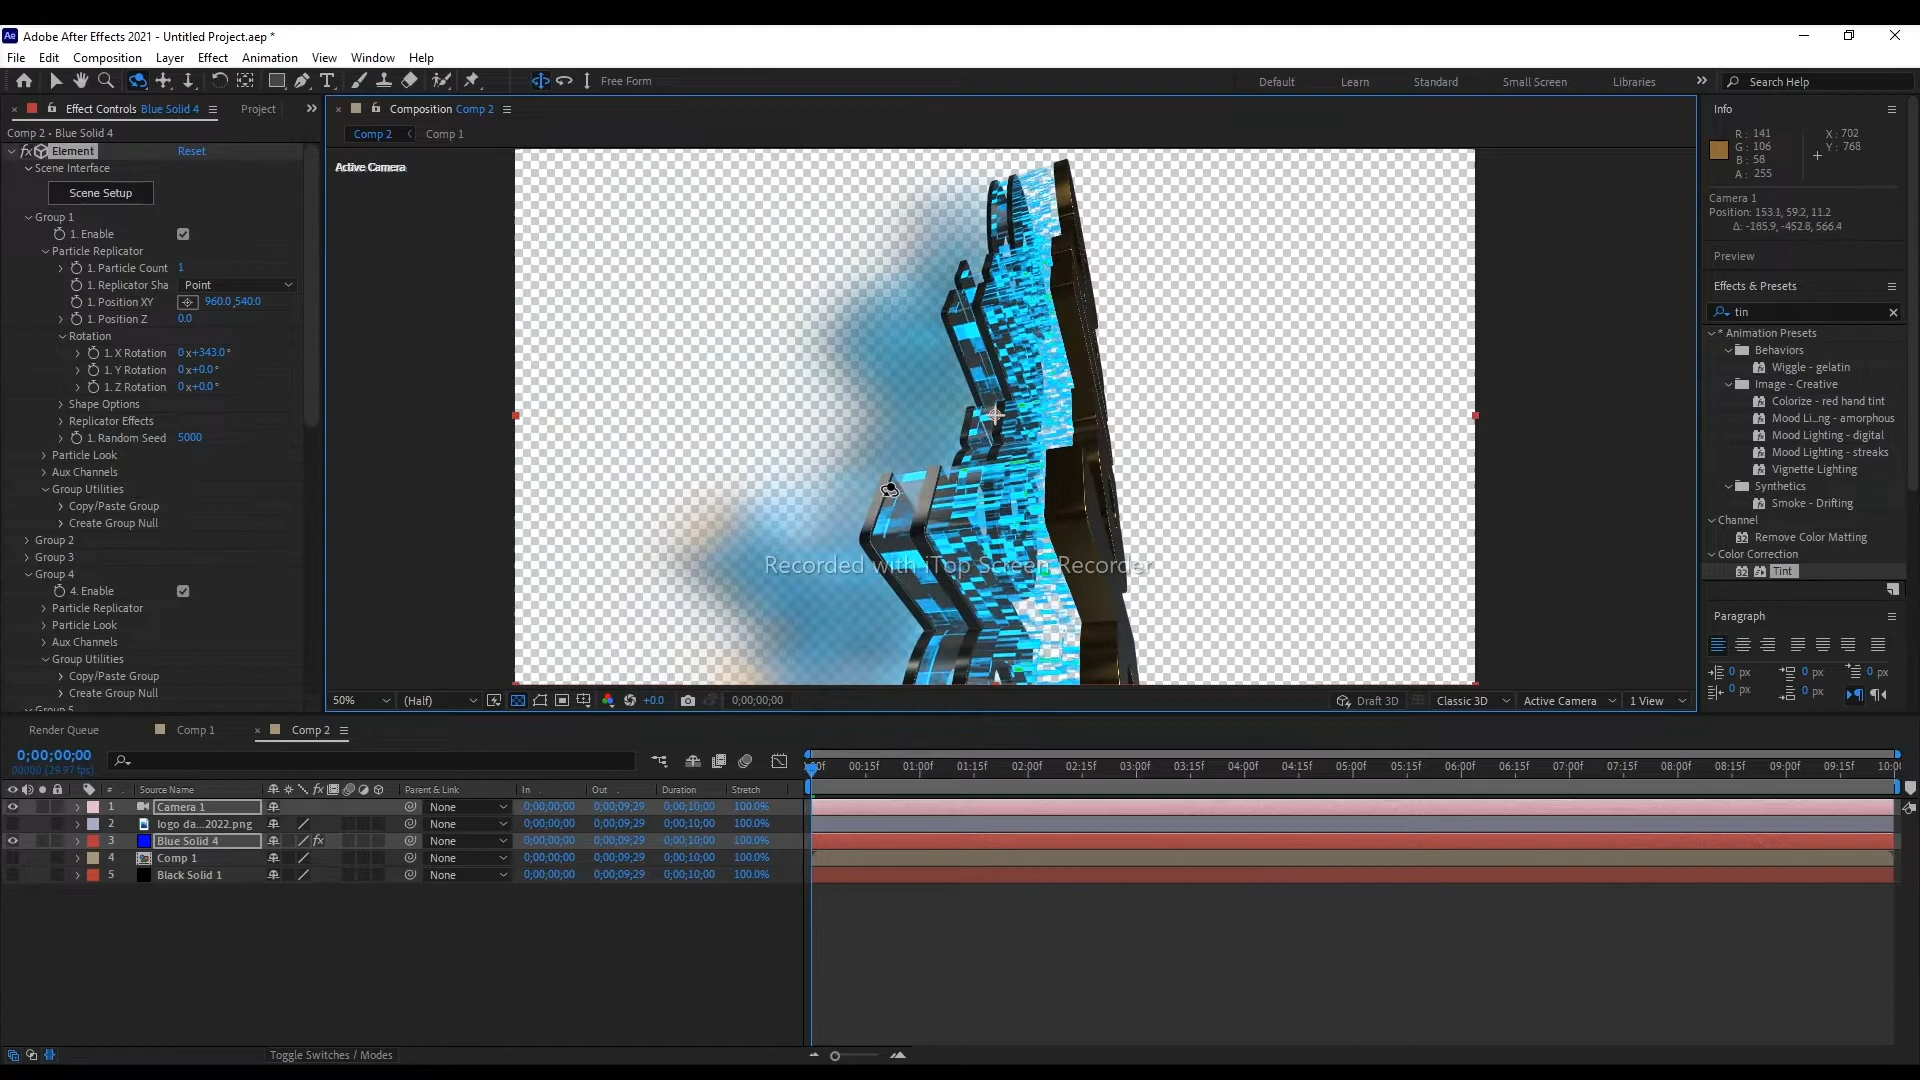 Adobe After Effects 2021 - Untitled Project.aep *
File Edit Composition Layer Effect Animation View Window Help
Free Form Default Learn Standard Small Screen Libraries Search Help
Effect Controls Blue Solid 4 Project
Comp 2 • Blue Solid 4
Element Reset
Scene Interface
Scene Setup
Group 1
1. Enable
Particle Replicator
1. Particle Count 1
1. Replicator Sha Point
1. Position XY 960.0,540.0
1. Position Z 0.0
Rotation
1. X Rotation 0x+343.0°
1. Y Rotation 0x+0.0°
1. Z Rotation 0x+0.0°
Shape Options
Replicator Effects
1. Random Seed 5000
Particle Look
Aux Channels
Group Utilities
Copy/Paste Group
Create Group Null
Group 2
Group 3
Group 4
4. Enable
Particle Replicator
Particle Look
Aux Channels
Group Utilities
Copy/Paste Group
Create Group Null
Group 5
Composition Comp 2
Comp 2 Comp 1
Active Camera
Recorded with iTop Screen Recorder
50% (Half) +0.0 0;00;00;00 Draft 3D Classic 3D Active Camera 1 View
Info
R: 141 X: 702
G: 106 Y: 768
B: 58
A: 255
Camera 1
Position: 153.1, 59.2, 11.2
Δ: -165.9, -452.8, 566.4
Preview
Effects & Presets
tin
* Animation Presets
Behaviors
Wiggle - gelatin
Image - Creative
Colorize - red hand tint
Mood Li...ng - amorphous
Mood Lighting - digital
Mood Lighting - streaks
Vignette Lighting
Synthetics
Smoke - Drifting
Channel
Remove Color Matting
Color Correction
Tint
Paragraph
0 px 0 px 0 px
0 px 0 px
Render Queue Comp 1 Comp 2
0;00;00;00
00000 (29.97 fps)
# Source Name Parent & Link In Out Duration Stretch
1 Camera 1 None 0;00;00;00 0;00;09;29 0;00;10;00 100.0%
2 logo da...2022.png None 0;00;00;00 0;00;09;29 0;00;10;00 100.0%
3 Blue Solid 4 None 0;00;00;00 0;00;09;29 0;00;10;00 100.0%
4 Comp 1 None 0;00;00;00 0;00;09;29 0;00;10;00 100.0%
5 Black Solid 1 None 0;00;00;00 0;00;09;29 0;00;10;00 100.0%
00:15f 01:00f 01:15f 02:00f 02:15f 03:00f 03:15f 04:00f 04:15f 05:00f 05:15f 06:00f 06:15f 07:00f 07:15f 08:00f 08:15f 09:00f 09:15f
Toggle Switches / Modes